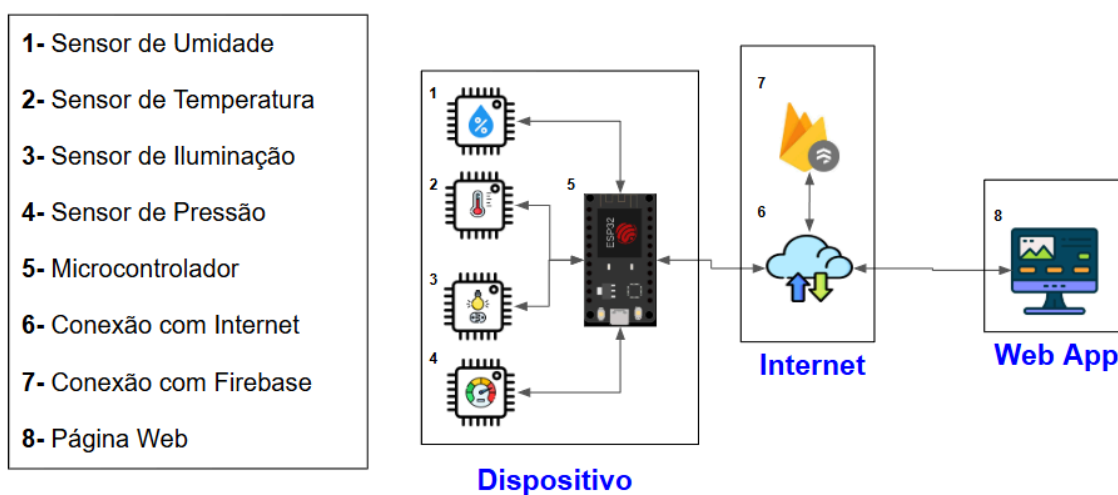 1- Sensor de Umidade
2- Sensor de Temperatura
3- Sensor de Iluminação
4- Sensor de Pressão
5- Microcontrolador
6- Conexão com Internet
7- Conexão com Firebase
8- Página Web
1
%
2
3
4
5
ESP32
Dispositivo
7
6
Internet
8
Web App